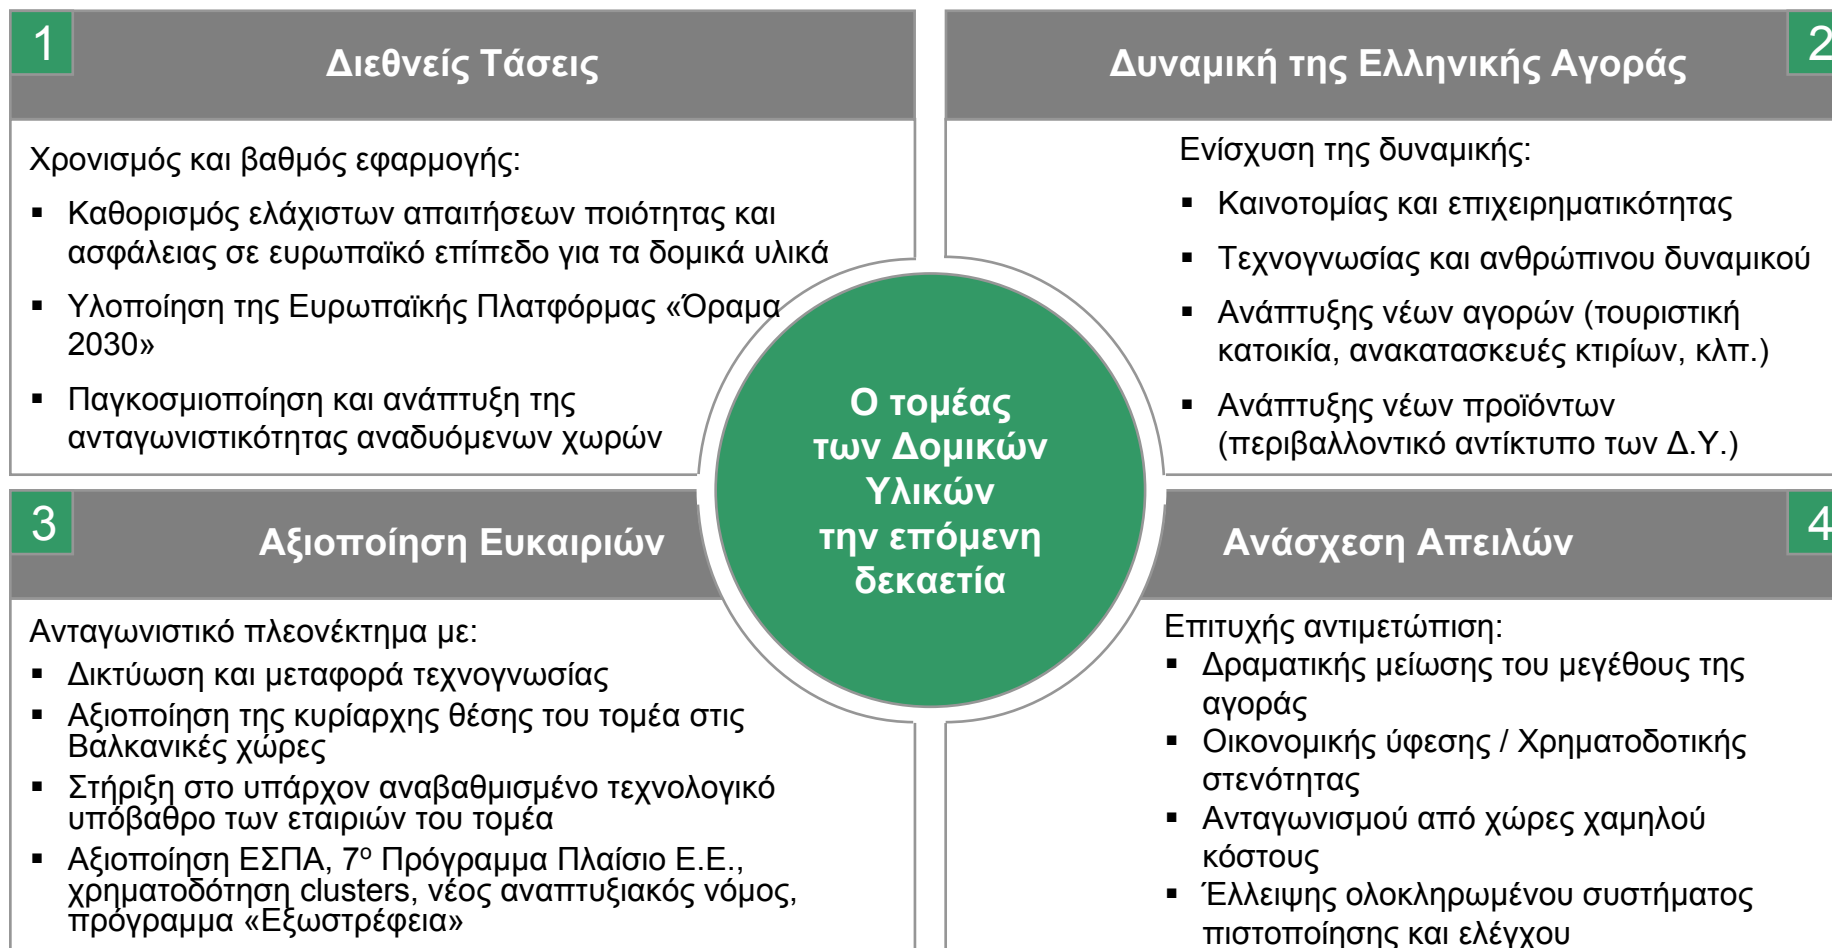 1
Διεθνείς Τάσεις
Χρονισμός και βαθμός εφαρμογής:
▪ Καθορισμός ελάχιστων απαιτήσεων ποιότητας και
ασφάλειας σε ευρωπαϊκό επίπεδο για τα δομικά υλικά
▪ Υλοποίηση της Ευρωπαϊκής Πλατφόρμας «Όραμα
2030»
▪ Παγκοσμιοποίηση και ανάπτυξη της
ανταγωνιστικότητας αναδυόμενων χωρών
2
Δυναμική της Ελληνικής Αγοράς
Ενίσχυση της δυναμικής:
▪ Καινοτομίας και επιχειρηματικότητας
▪ Τεχνογνωσίας και ανθρώπινου δυναμικού
▪ Ανάπτυξης νέων αγορών (τουριστική
κατοικία, ανακατασκευές κτιρίων, κλπ.)
▪ Ανάπτυξης νέων προϊόντων
(περιβαλλοντικό αντίκτυπο των Δ.Υ.)
Ο τομέας
των Δομικών
Υλικών
την επόμενη
δεκαετία
3
Αξιοποίηση Ευκαιριών
Ανταγωνιστικό πλεονέκτημα με:
▪ Δικτύωση και μεταφορά τεχνογνωσίας
▪ Αξιοποίηση της κυρίαρχης θέσης του τομέα στις
Βαλκανικές χώρες
▪ Στήριξη στο υπάρχον αναβαθμισμένο τεχνολογικό
υπόβαθρο των εταιριών του τομέα
▪ Αξιοποίηση ΕΣΠΑ, 7ο Πρόγραμμα Πλαίσιο Ε.Ε.,
χρηματοδότηση clusters, νέος αναπτυξιακός νόμος,
πρόγραμμα «Εξωστρέφεια»
4
Ανάσχεση Απειλών
Επιτυχής αντιμετώπιση:
▪ Δραματικής μείωσης του μεγέθους της
αγοράς
▪ Οικονομικής ύφεσης / Χρηματοδοτικής
στενότητας
▪ Ανταγωνισμού από χώρες χαμηλού
κόστους
▪ Έλλειψης ολοκληρωμένου συστήματος
πιστοποίησης και ελέγχου